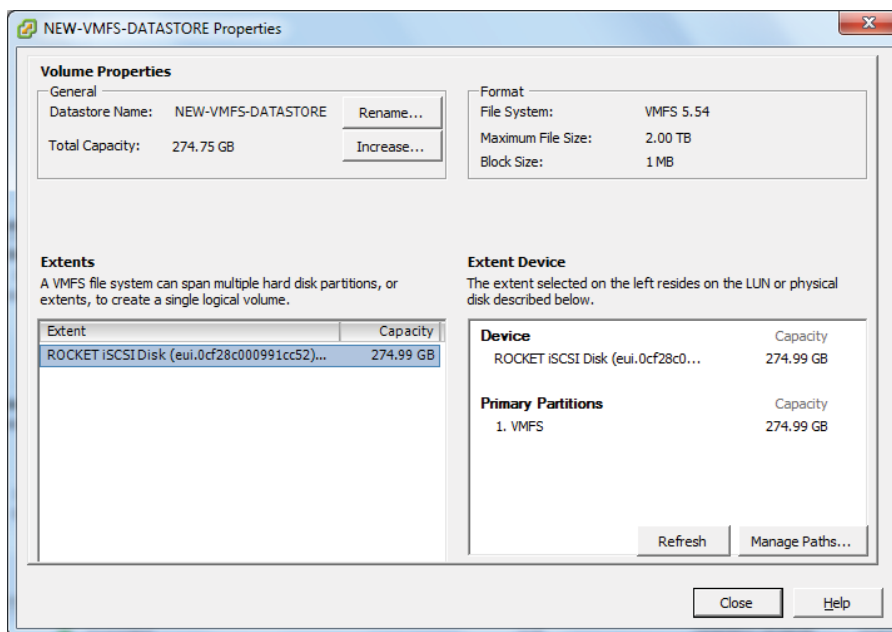 NEW-VMFS-DATASTORE Properties
Volume Properties
General
Datastore Name: NEW-VMFS-DATASTORE Rename...
Total Capacity: 274.75 GB Increase...
Format
File System: VMFS 5.54
Maximum File Size: 2.00 TB
Block Size: 1 MB
Extents
A VMFS file system can span multiple hard disk partitions, or
extents, to create a single logical volume.
Extent Capacity
ROCKET iSCSI Disk (eui.0cf28c000991cc52)... 274.99 GB
Extent Device
The extent selected on the left resides on the LUN or physical
disk described below.
Device Capacity
ROCKET iSCSI Disk (eui.0cf28c0... 274.99 GB
Primary Partitions Capacity
1. VMFS 274.99 GB
Refresh Manage Paths...
Close Help